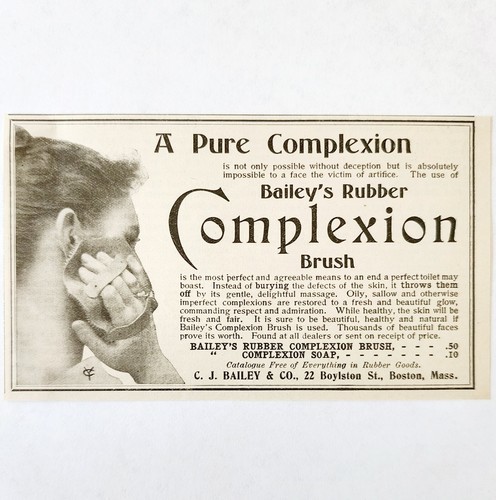 A Pure Complexion
is not only possible without deception but is absolutely
impossible to a face the victim of artifice. The use of
Bailey's Rubber
Complexion
Brush
is the most perfect and agreeable means to an end a perfect toilet may
boast. Instead of burying the defects of the skin, it throws them
off by its gentle, delightful massage. Oily, sallow and otherwise
imperfect complexions are restored to a fresh and beautiful glow,
commanding respect and admiration. While healthy, the skin will be
fresh and fair. It is sure to be beautiful, healthy and natural if
Bailey's Complexion Brush is used. Thousands of beautiful faces
prove its worth. Found at all dealers or sent on receipt of price.
BAILEY'S RUBBER COMPLEXION BRUSH, - - - .50
" COMPLEXION SOAP, - - - - - - .10
Catalogue Free of Everything in Rubber Goods.
C. J. BAILEY & CO., 22 Boylston St., Boston, Mass.